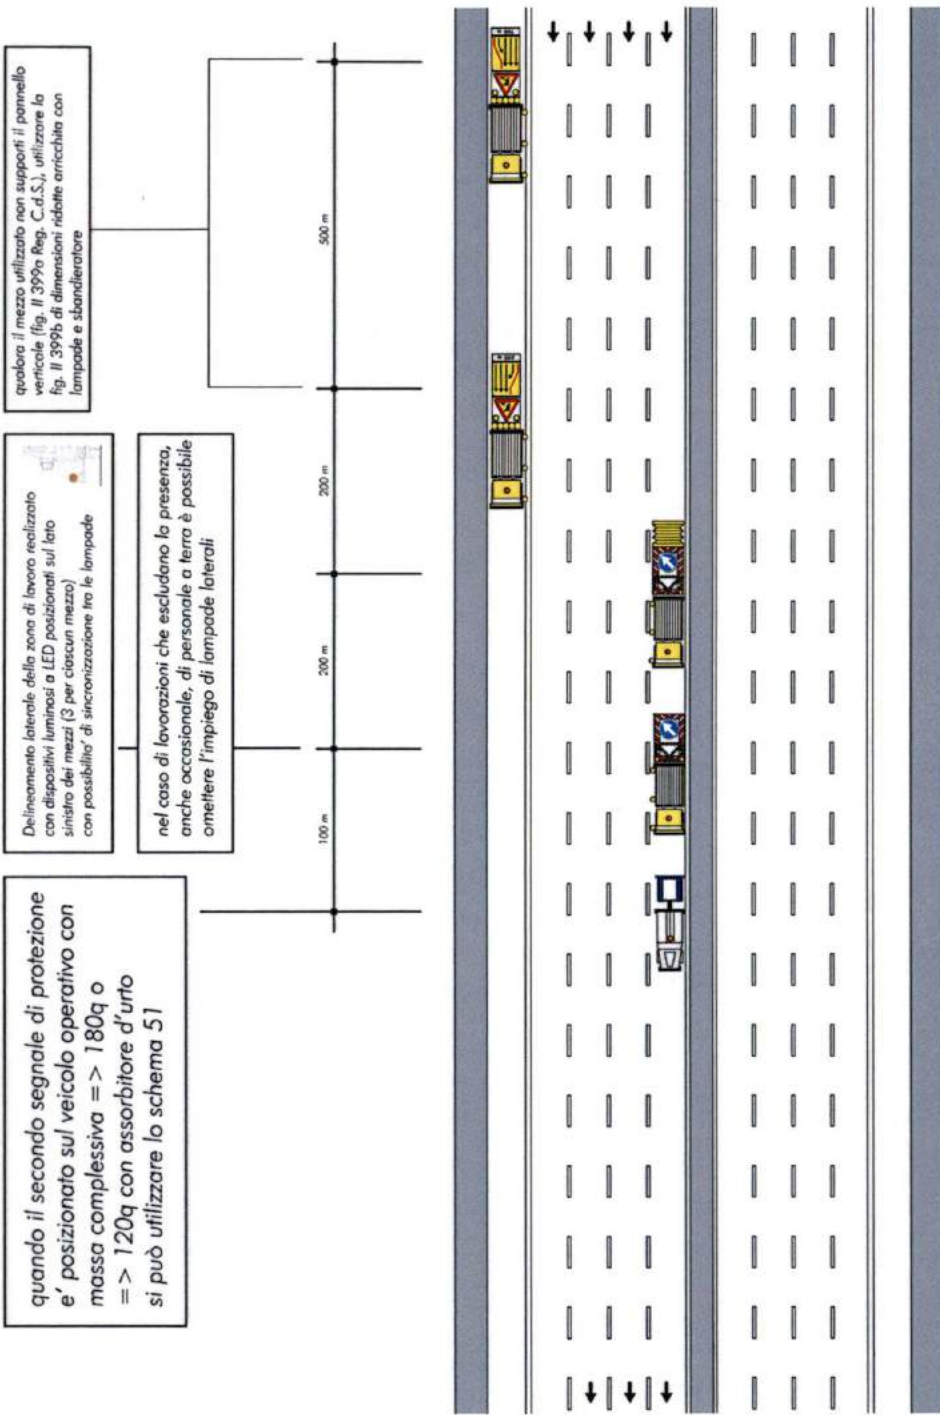 qualora il mezzo utilizzato non supporti il pannello
verticale (fig. II 399a Reg. C.d.S.), utilizzare la
fig. II 399b di dimensioni ridotte arricchita con
lampade e sbandieratore
Delineamento laterale della zona di lavoro realizzato
con dispositivi luminosi a LED posizionati sul lato
sinistro dei mezzi (3 per ciascun mezzo)
con possibilita' di sincronizzazione tra le lampade
nel caso di lavorazioni che escludano la presenza,
anche occasionale, di personale a terra è possibile
omettere l'impiego di lampade laterali
quando il secondo segnale di protezione
e' posizionato sul veicolo operativo con
massa complessiva = > 180q o
= > 120q con assorbitore d'urto
si può utilizzare lo schema 51
500 m
200 m
200 m
100 m